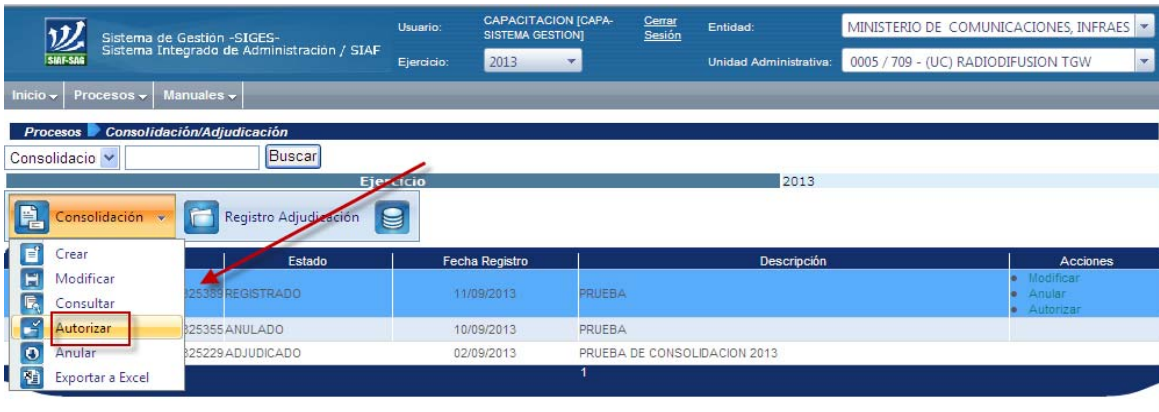 SIAF-SAG
Sistema de Gestión -SIGES-
Sistema Integrado de Administración / SIAF
Usuario:
CAPACITACION [CAPA-
SISTEMA GESTION]
Cerrar
Sesión
Entidad:
MINISTERIO DE COMUNICACIONES, INFRAES
Ejercicio:
2013
Unidad Administrativa:
0005 / 709 - (UC) RADIODIFUSION TGW
Inicio Procesos Manuales
Procesos Consolidación/Adjudicación
Consolidacio Buscar
Ejercicio 2013
Consolidación Registro Adjudicación
Estado Fecha Registro Descripción Acciones
Crear
Modificar
Consultar
Autorizar
Anular
Exportar a Excel
325389 REGISTRADO 11/09/2013 PRUEBA
Modificar
Anular
Autorizar
325355 ANULADO 10/09/2013 PRUEBA
325229 ADJUDICADO 02/09/2013 PRUEBA DE CONSOLIDACION 2013
1